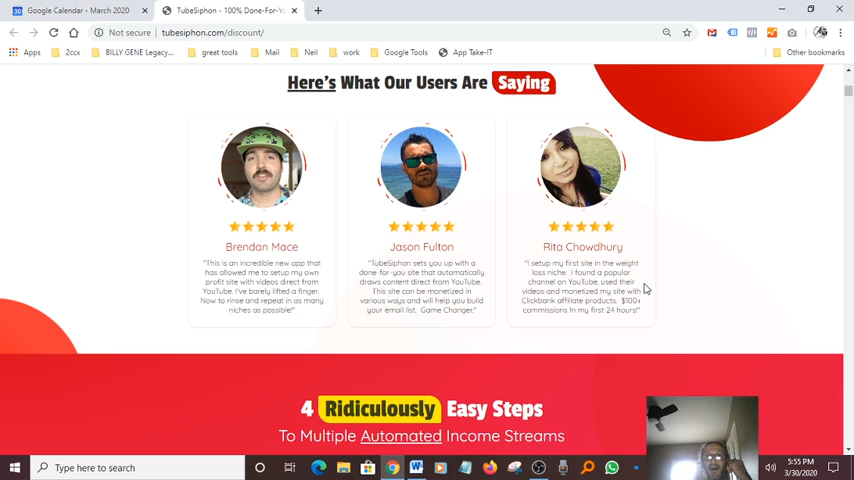 Google Calendar - March 2020
TubeSiphon - 100% Done-For-Yo
Not secure
tubesiphon.com/discount/
Apps
2ccx
BILLY GENE Legacy...
great tools
Mail
Neil
work
Google Tools
App Take-IT
Other bookmarks
Here's What Our Users Are Saying
Brendan Mace
"This is an incredible new app that
has allowed me to setup my own
profit site with videos direct from
YouTube. I've barely lifted a finger.
Now to rinse and repeat in as many
niches as possible!"
Jason Fulton
"TubeSiphon sets you up with a
done-for-you site that automatically
draws content direct from YouTube.
This site can be monetized in
various ways and will help you build
your email list. Game Changer."
Rita Chowdhury
"I setup my first site in the weight
loss niche. I found a popular
channel on YouTube, used their
videos and monetized my site with
Clickbank affiliate products. $100+
commissions In my first 24 hours!"
4 Ridiculously Easy Steps
To Multiple Automated Income Streams
Type here to search
5:55 PM
3/30/2020